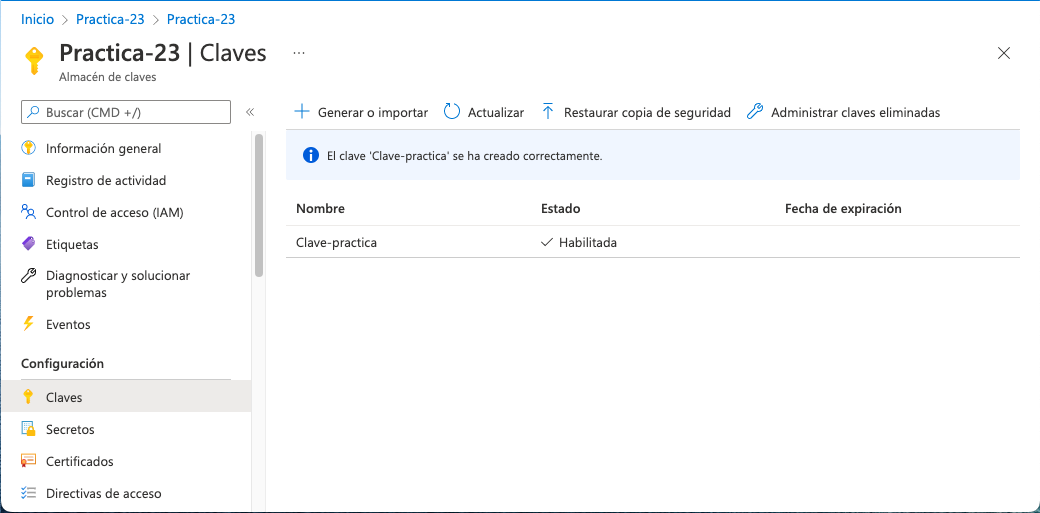 Inicio > Practica-23 > Practica-23
Practica-23 | Claves ...
Almacén de claves
Buscar (CMD +/)
«
Generar o importar
Actualizar
Restaurar copia de seguridad
Administrar claves eliminadas
Información general
Registro de actividad
Control de acceso (IAM)
Etiquetas
Diagnosticar y solucionar
problemas
Eventos
Configuración
Claves
Secretos
Certificados
Directivas de acceso
El clave 'Clave-practica' se ha creado correctamente.
Nombre Estado Fecha de expiración
Clave-practica Habilitada